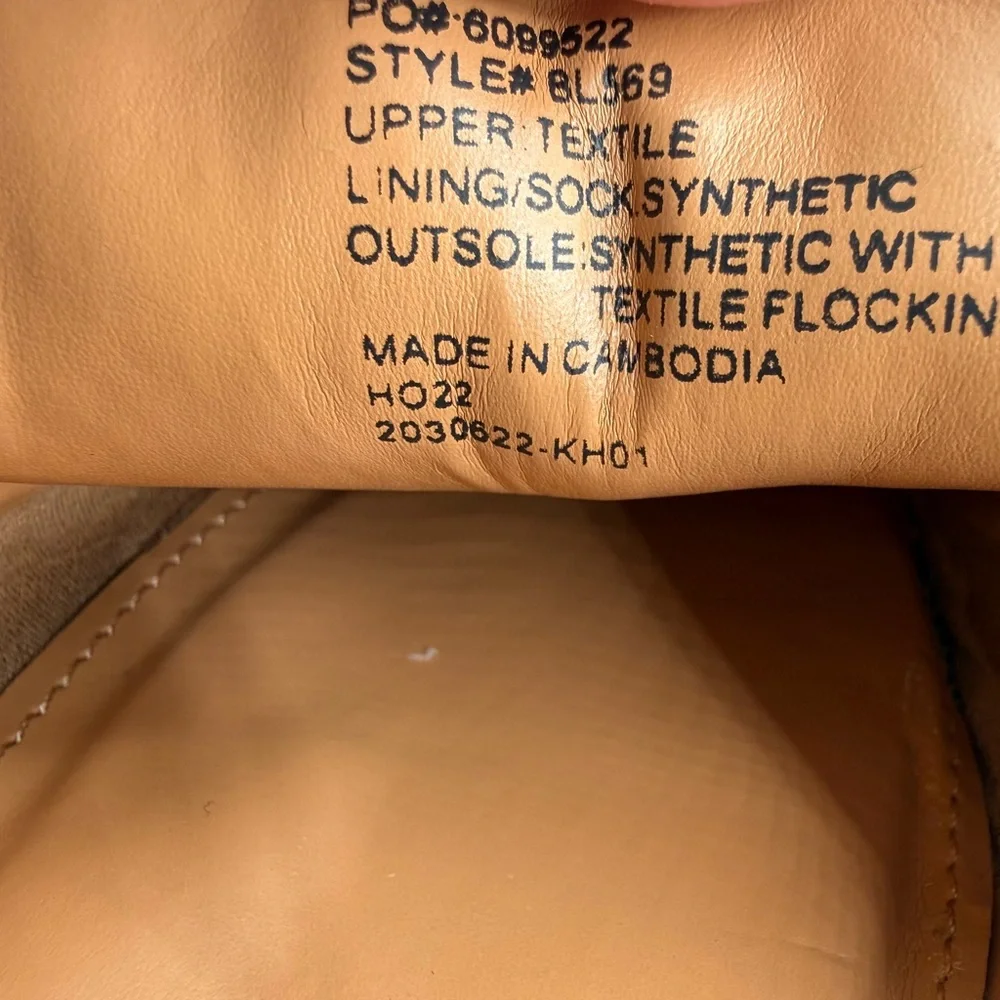 PO#:6099522
STYLE# BL569
UPPER:TEXTILE
LINING/SOCK:SYNTHETIC
OUTSOLE:SYNTHETIC WITH
TEXTILE FLOCKIN
MADE IN CAMBODIA
HO22
2030622-KH01